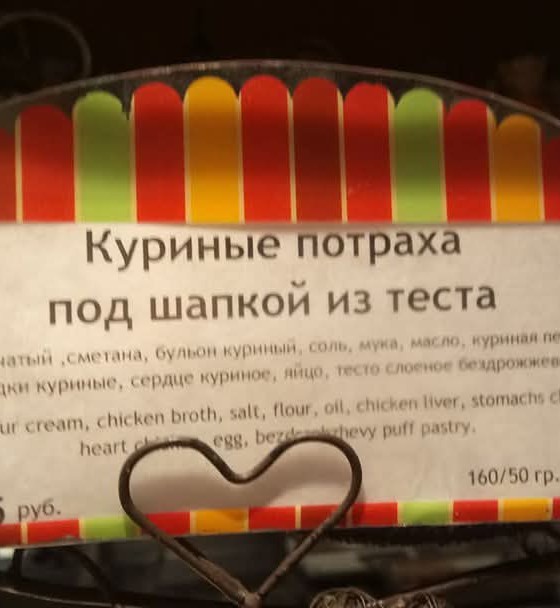 Куриные потраха
под шапкой из теста
чатый ,сметана, бульон куриный, соль, мука, масло, куриная пе
дки куриные, сердце куриное, яйцо, тесто слоеное бездрожжев
ur cream, chicken broth, salt, flour, oil, chicken liver, stomachs c
heart egg, puff pastry.
160/50 гр.
руб.